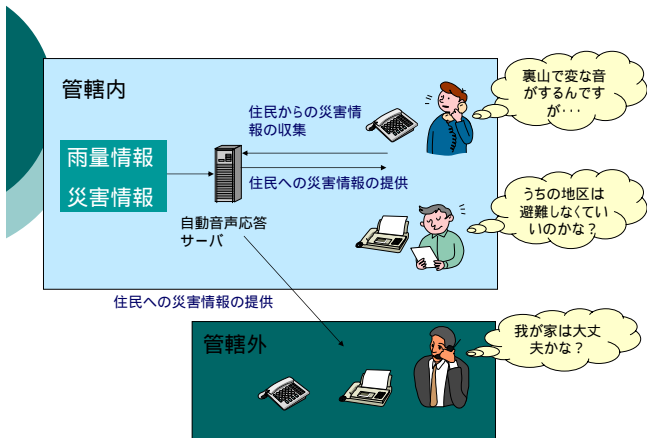 管轄内
裏山で変な音
がするんです
が･･･
住民からの災害情
報の収集
雨量情報
災害情報
住民への災害情報の提供
自動音声応答
サーバ
うちの地区は
避難しなくてい
いのかな？
住民への災害情報の提供
管轄外
我が家は大丈
夫かな？